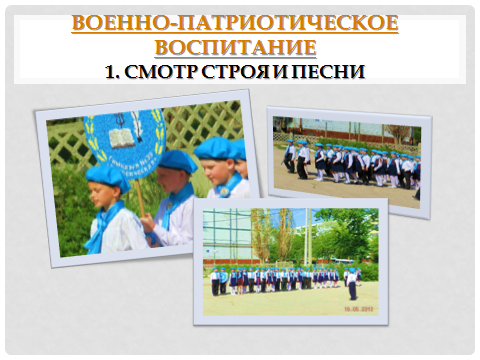 ВОЕННО-ПАТРИОТИЧЕСКОЕ
ВОСПИТАНИЕ
1. СМОТР СТРОЯ И ПЕСНИ